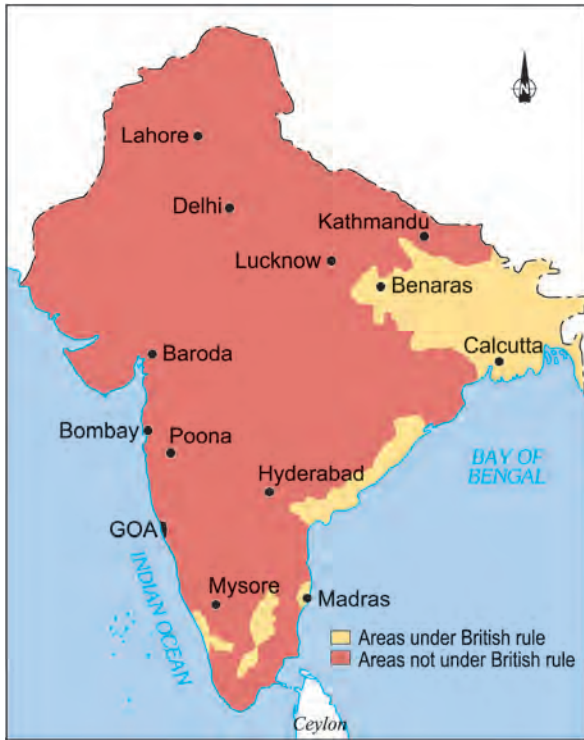 N
Lahore
Delhi
Kathmandu
Lucknow
Benaras
Baroda
Calcutta
Bombay
Poona
BAY OF
BENGAL
Hyderabad
GOA
INDIAN OCEAN
Mysore
Madras
Areas under British rule
Areas not under British rule
Ceylon